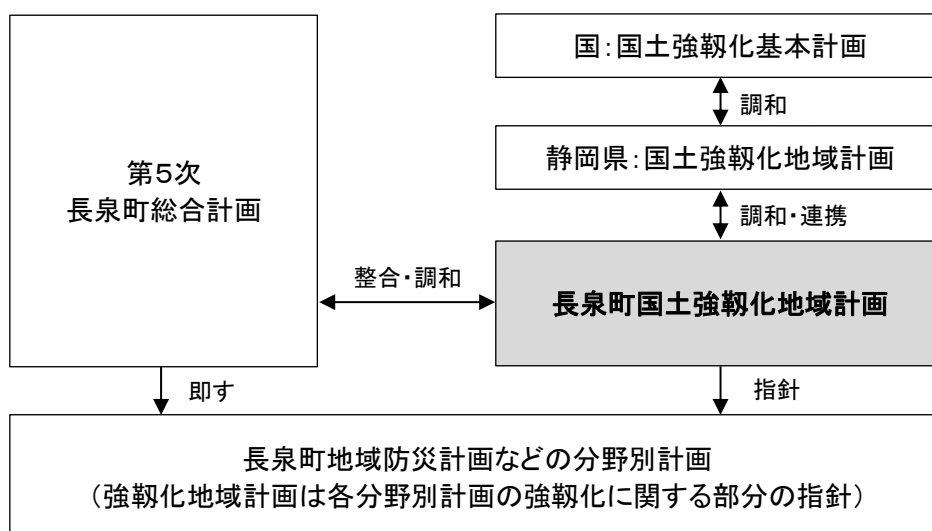 国：国土強靱化基本計画
調和
静岡県：国土強靱化地域計画
調和・連携
第５次
長泉町総合計画
整合・調和
長泉町国土強靱化地域計画
即す
指針
長泉町地域防災計画などの分野別計画
（強靱化地域計画は各分野別計画の強靱化に関する部分の指針）